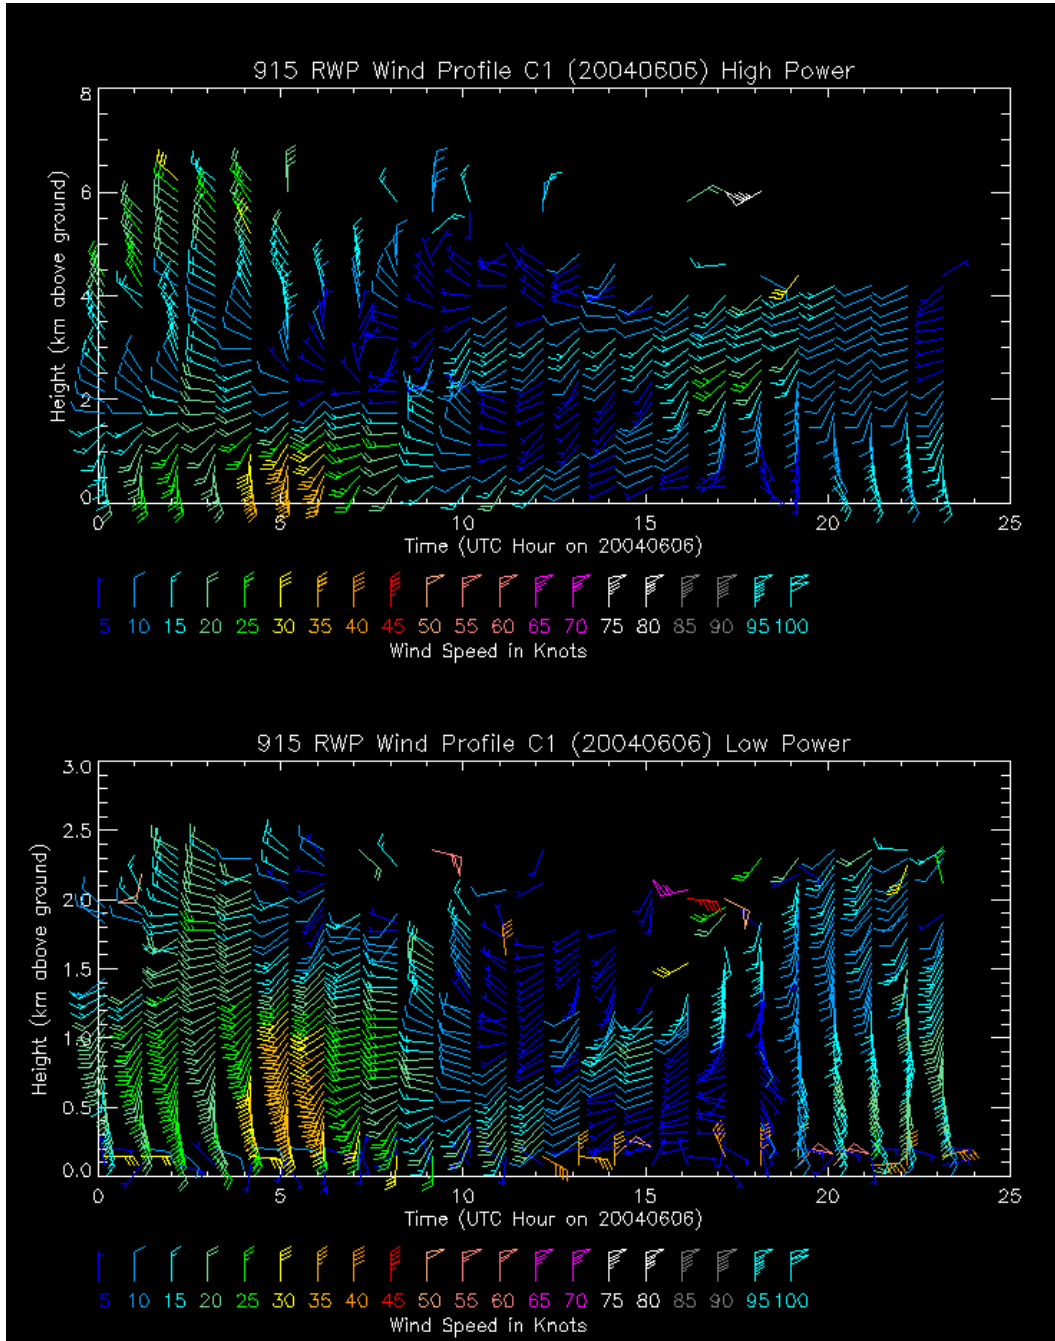 915 RWP Wind Profile C1 (20040606) High Power
8
6
4
2
0
Height (km above ground)
0 5 10 15 20 25
Time (UTC Hour on 20040606)
5 10 15 20 25 30 35 40 45 50 55 60 65 70 75 80 85 90 95 100
Wind Speed in Knots
915 RWP Wind Profile C1 (20040606) Low Power
3.0
2.5
2.0
1.5
1.0
0.5
0.0
Height (km above ground)
0 5 10 15 20 25
Time (UTC Hour on 20040606)
5 10 15 20 25 30 35 40 45 50 55 60 65 70 75 80 85 90 95 100
Wind Speed in Knots